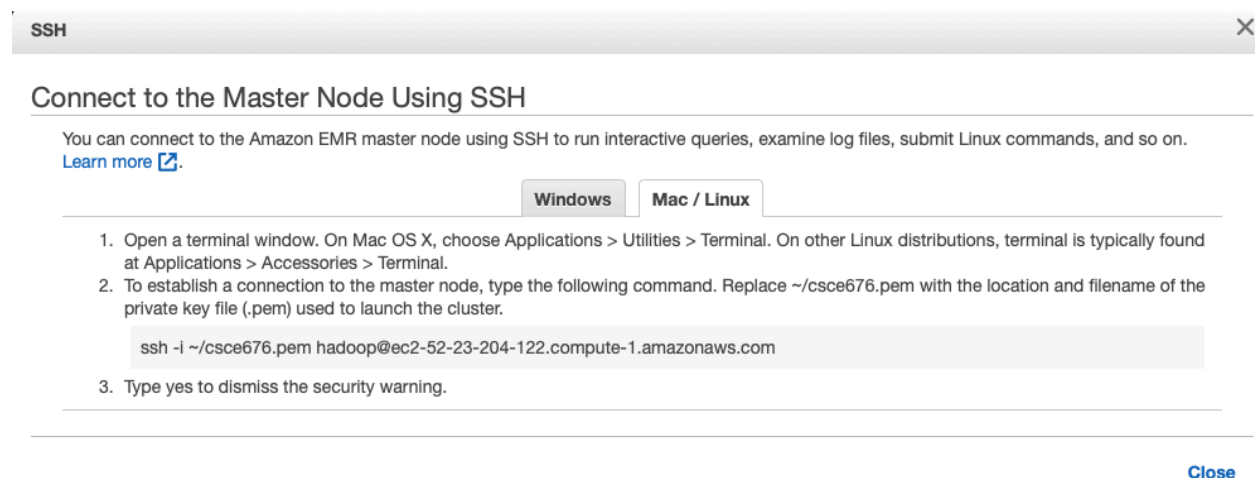 SSH
Connect to the Master Node Using SSH
You can connect to the Amazon EMR master node using SSH to run interactive queries, examine log files, submit Linux commands, and so on.
Learn more.
Windows
Mac / Linux
1. Open a terminal window. On Mac OS X, choose Applications > Utilities > Terminal. On other Linux distributions, terminal is typically found
at Applications > Accessories > Terminal.
2. To establish a connection to the master node, type the following command. Replace ~/csce676.pem with the location and filename of the
private key file (.pem) used to launch the cluster.
ssh -i ~/csce676.pem hadoop@ec2-52-23-204-122.compute-1.amazonaws.com
3. Type yes to dismiss the security warning.
Close